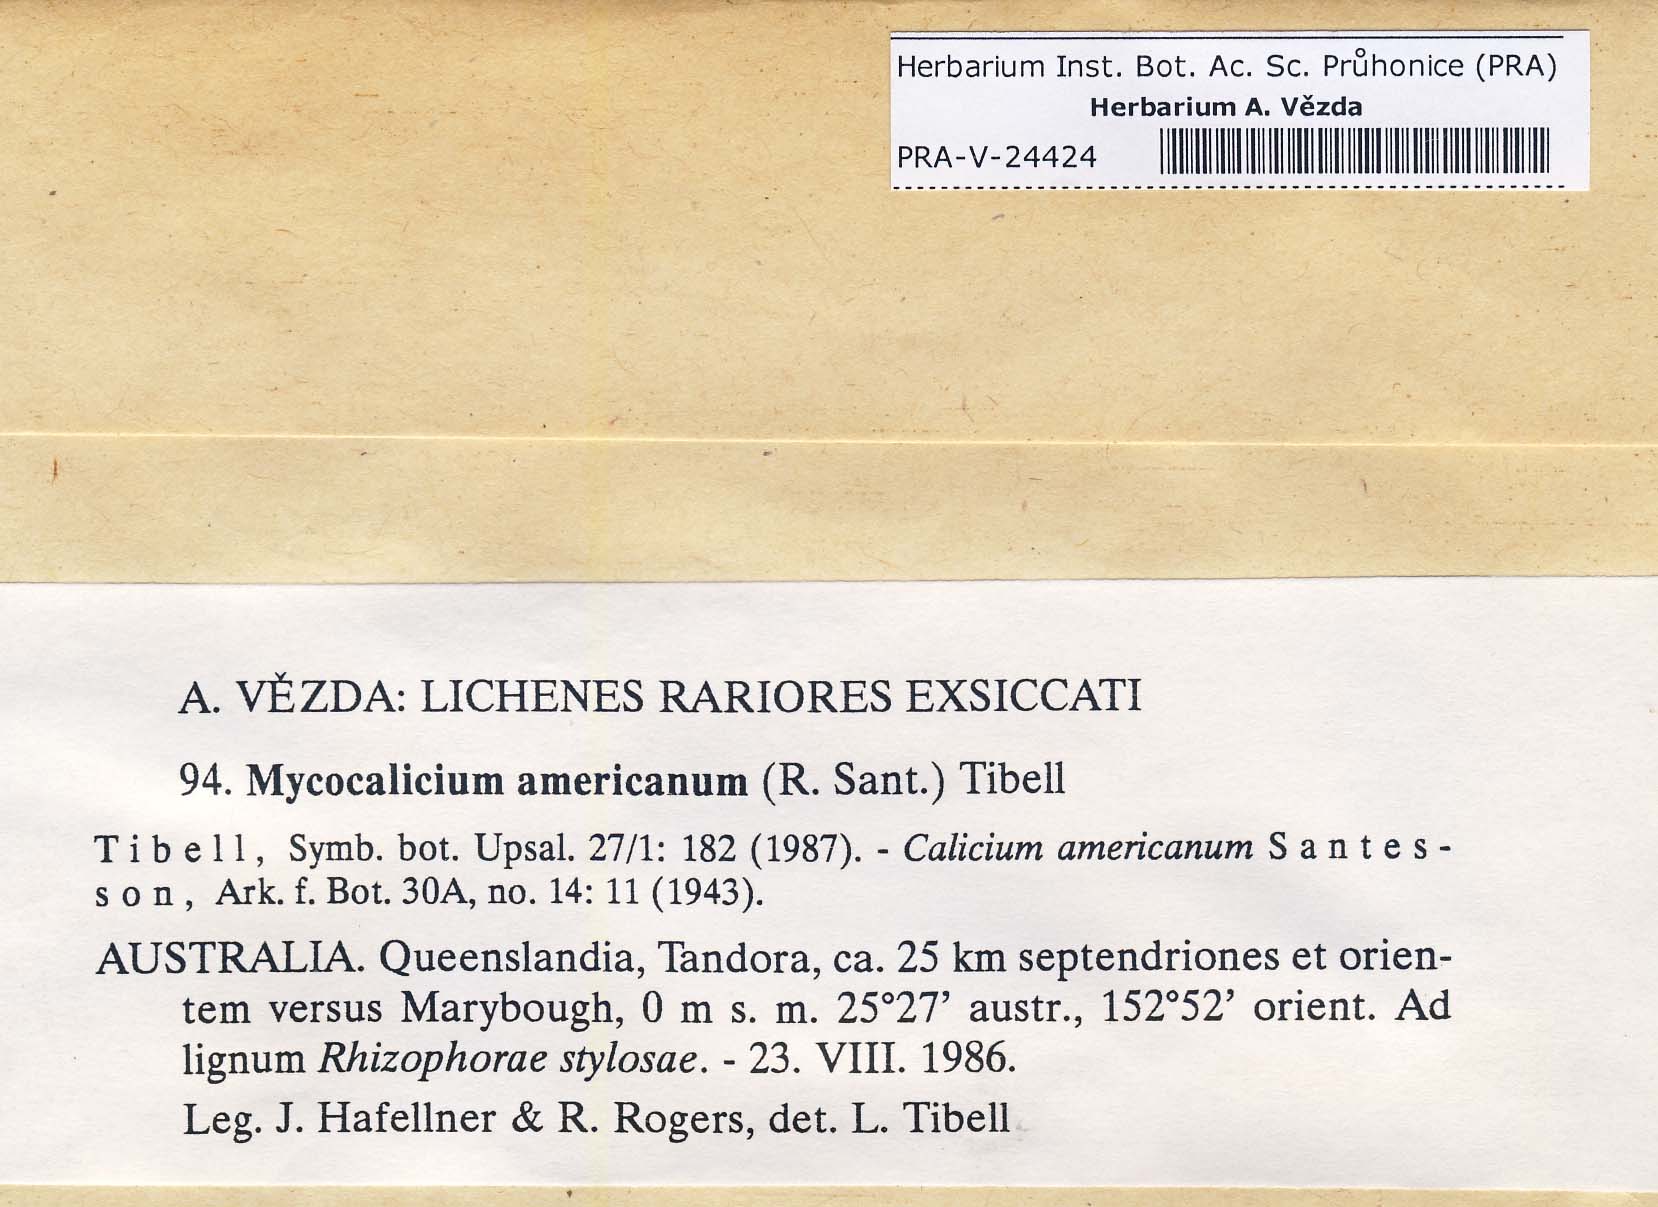 Herbarium Inst. Bot. Ac. Sc. Průhonice (PRA)
Herbarium A. Vězda
PRA-V-24424
A. VĚZDA: LICHENES RARIORES EXSICCATI
94. Mycocalicium americanum (R. Sant.) Tibell
Tibell, Symb. bot. Upsal. 27/1: 182 (1987). - Calicium americanum Santes-
son, Ark. f. Bot. 30A, no. 14: 11 (1943).
AUSTRALIA. Queenslandia, Tandora, ca. 25 km septendriones et orien-
tem versus Marybough, 0 m s. m. 25°27’ austr., 152°52’ orient. Ad
lignum Rhizophorae stylosae. - 23. VIII. 1986.
Leg. J. Hafellner & R. Rogers, det. L. Tibell